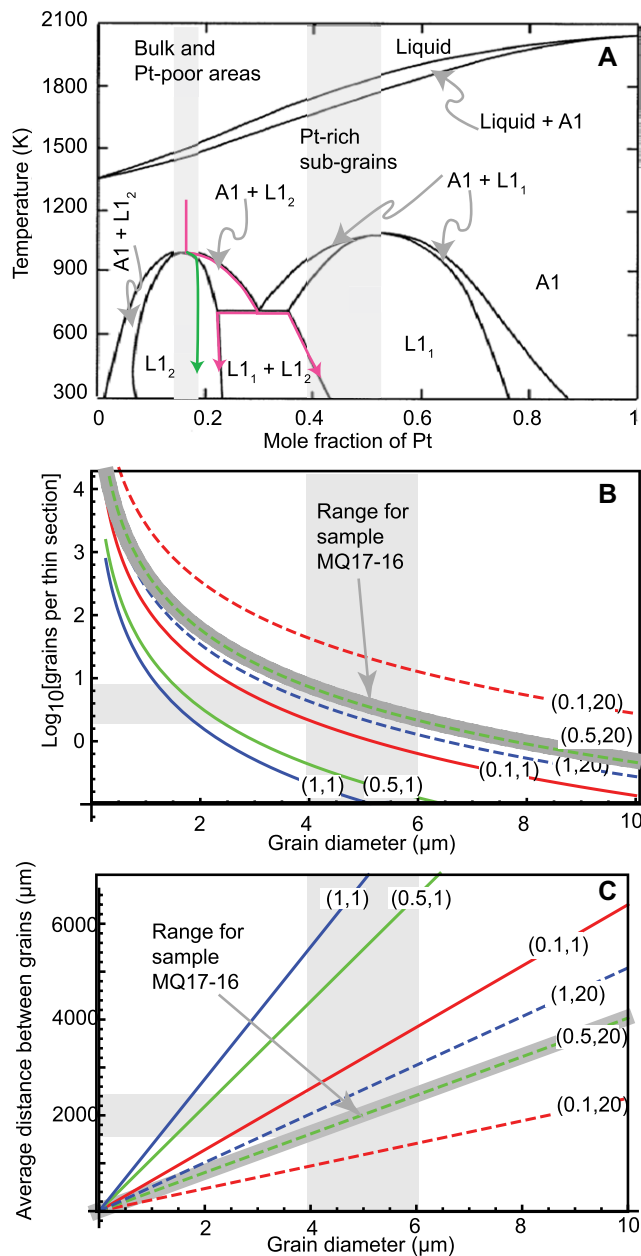 2100
1800
1500
1200
900
600
300
Temperature (K)
Bulk and
Pt-poor areas
Liquid
A
Liquid + A1
Pt-rich
sub-grains
A1 + L1₂
A1 + L1₂
A1 + L1₁
A1
L1₂
L1₁ + L1₂
L1₁
0
0.2
0.4
0.6
0.8
1
Mole fraction of Pt
B
4
3
2
1
0
Log₁₀[grains per thin section]
Range for
sample
MQ17-16
(0.1,20)
(0.5,20)
(1,20)
(0.1,1)
(1,1)
(0.5,1)
2
4
6
8
10
Grain diameter (μm)
C
6000
4000
2000
0
Average distance between grains (μm)
(1,1)
(0.5,1)
Range for
sample
MQ17-16
(0.1,1)
(1,20)
(0.5,20)
(0.1,20)
2
4
6
8
10
Grain diameter (μm)